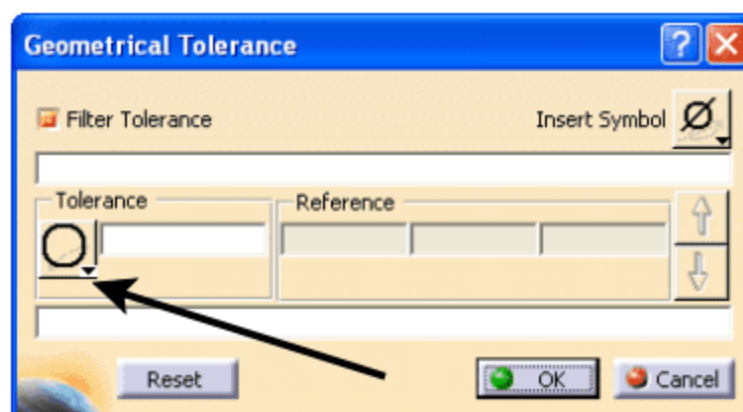 Geometrical Tolerance
Filter Tolerance Insert Symbol
Tolerance Reference
Reset OK Cancel